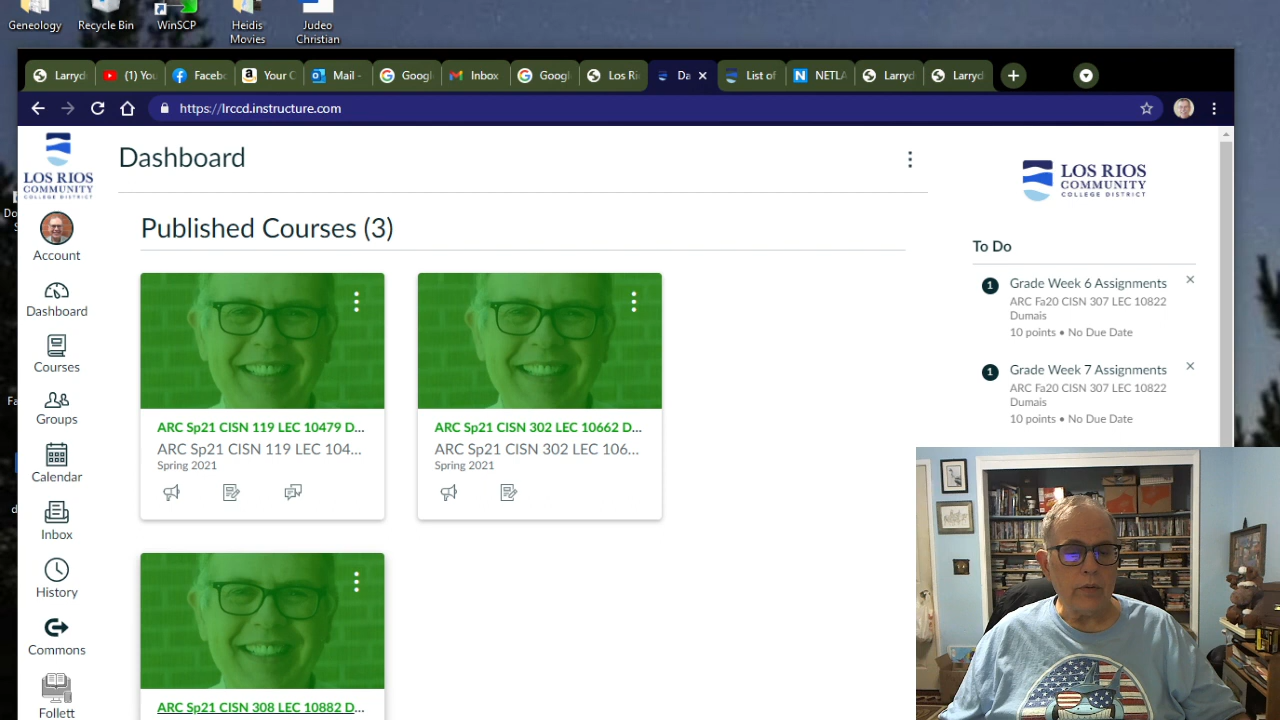 Geneology
Recycle Bin
WinSCP
Heidis
Movies
Judeo
Christian
Larryd
(1) You
Faceb
Your C
Mail -
Googl
Inbox
Googl
Los Ri
Da
List of
NETLA
Larryd
Larryd
https://lrccd.instructure.com
LOS RIOS
COMMUNITY
COLLEGE DISTRICT
Account
Dashboard
Courses
Groups
Calendar
Inbox
History
Commons
Follett
Dashboard
Published Courses (3)
ARC Sp21 CISN 119 LEC 10479 D...
ARC Sp21 CISN 119 LEC 104...
Spring 2021
ARC Sp21 CISN 302 LEC 10662 D...
ARC Sp21 CISN 302 LEC 106...
Spring 2021
ARC Sp21 CISN 308 LEC 10882 D...
LOS RIOS
COMMUNITY
COLLEGE DISTRICT
To Do
1
Grade Week 6 Assignments
ARC Fa20 CISN 307 LEC 10822
Dumais
10 points • No Due Date
1
Grade Week 7 Assignments
ARC Fa20 CISN 307 LEC 10822
Dumais
10 points • No Due Date